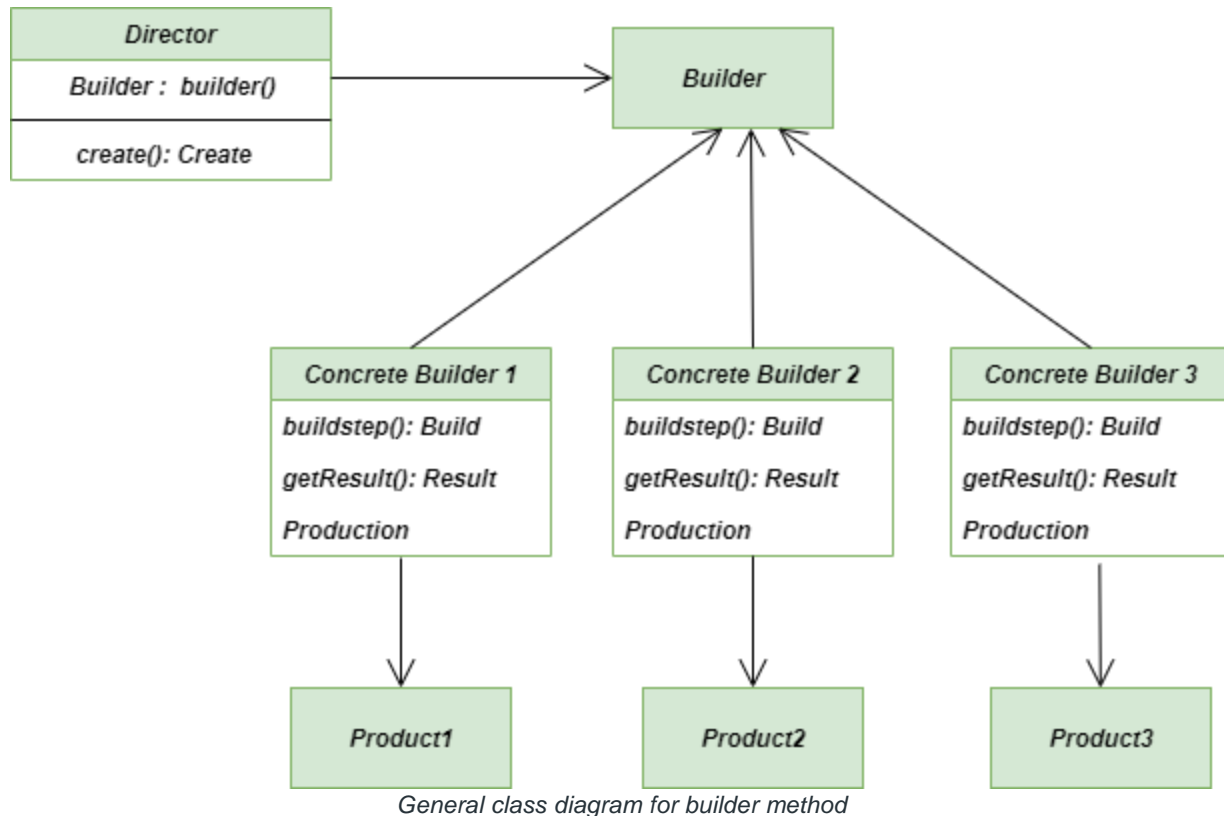 Director
Builder : builder()
create(): Create
Builder
Concrete Builder 1
buildstep(): Build
getResult(): Result
Production
Concrete Builder 2
buildstep(): Build
getResult(): Result
Production
Concrete Builder 3
buildstep(): Build
getResult(): Result
Production
Product1
Product2
Product3
General class diagram for builder method